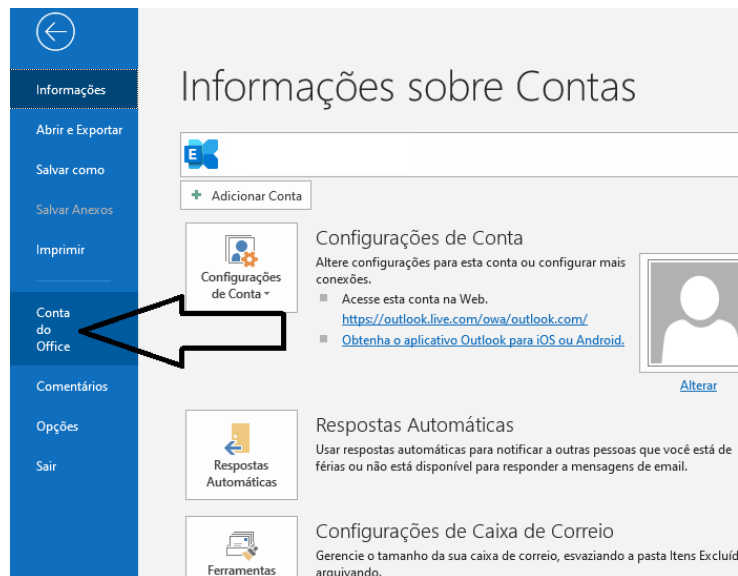 Informações
Abrir e Exportar
Salvar como
Salvar Anexos
Imprimir
Conta
do
Office
Comentários
Opções
Sair
Informações sobre Contas
E
Adicionar Conta
Configurações
de Conta
Configurações de Conta
Altere configurações para esta conta ou configurar mais
conexões.
Acesse esta conta na Web.
https://outlook.live.com/owa/outlook.com/
Obtenha o aplicativo Outlook para iOS ou Android.
Alterar
Respostas
Automáticas
Respostas Automáticas
Usar respostas automáticas para notificar a outras pessoas que você está de
férias ou não está disponível para responder a mensagens de email.
Ferramentas
Configurações de Caixa de Correio
Gerencie o tamanho da sua caixa de correio, esvaziando a pasta Itens Excluíd
arquivando.